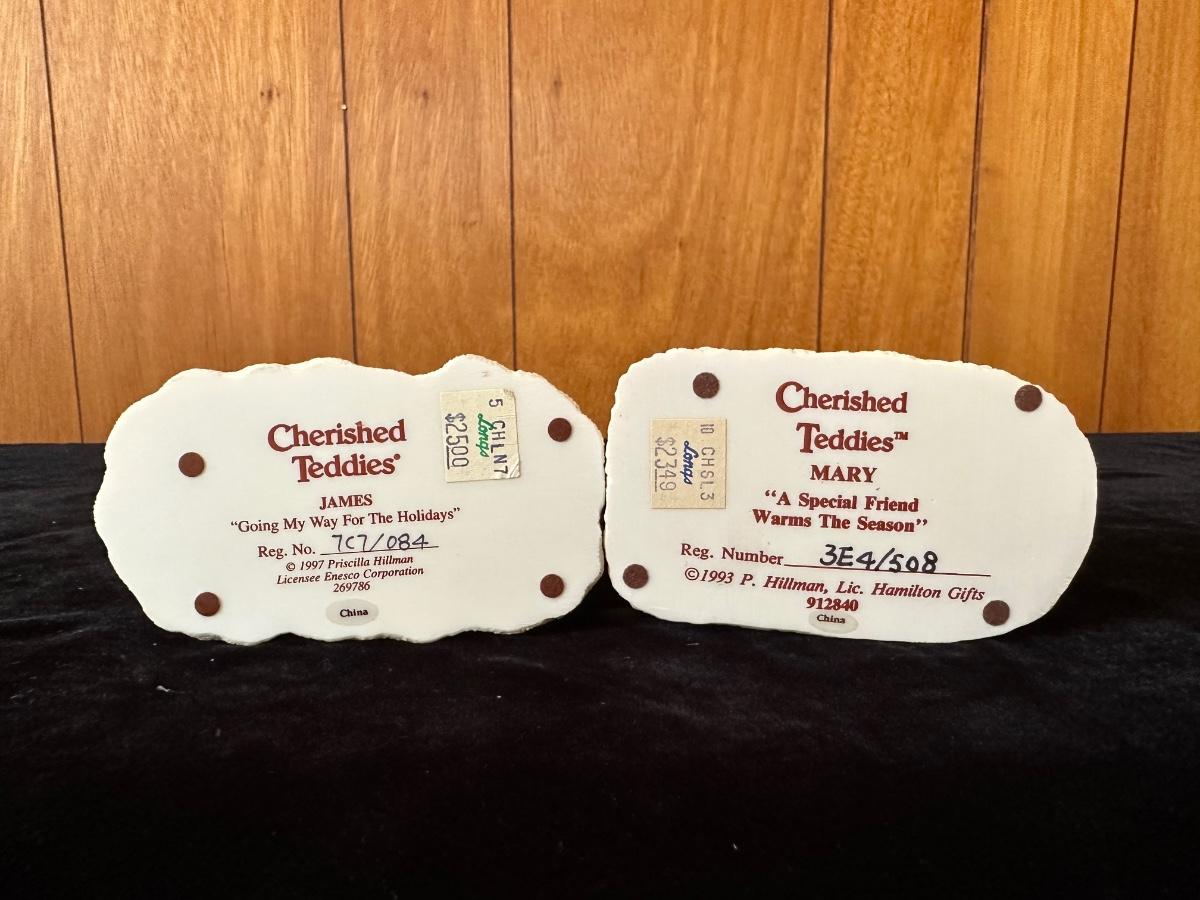 Cherished
Teddies®
JAMES
“Going My Way For The Holidays”
Reg. No. 7C7/084
© 1997 Priscilla Hillman
Licensee Enesco Corporation
269786
China
5 CHLN7
Longs
$2500
Cherished
Teddies™
MARY
“A Special Friend
Warms The Season”
Reg. Number 3E4/508
©1993 P. Hillman, Lic. Hamilton Gifts
912840
China
10 CHSL3
Longs
$2349